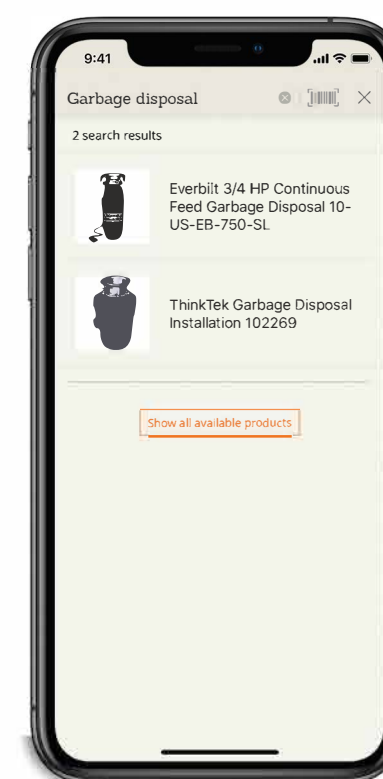 9:41
Garbage disposal
2 search results
Everbilt 3/4 HP Continuous
Feed Garbage Disposal 10-
US-EB-750-SL
ThinkTek Garbage Disposal
Installation 102269
Show all available products